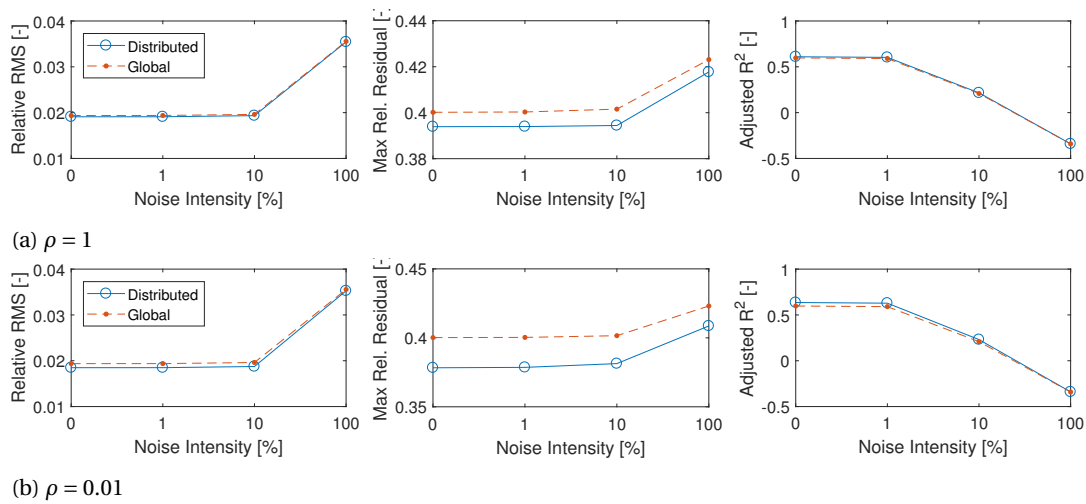 Relative RMS [-]
0.04
0.03
0.02
0.01
Distributed
Global
0 1 10 100
Noise Intensity [%]
Max Rel. Residual [-]
0.44
0.42
0.4
0.38
0 1 10 100
Noise Intensity [%]
Adjusted R² [-]
1
0.5
0
-0.5
0 1 10 100
Noise Intensity [%]
(a) ρ = 1
Relative RMS [-]
0.04
0.03
0.02
0.01
Distributed
Global
0 1 10 100
Noise Intensity [%]
Max Rel. Residual [-]
0.45
0.4
0.35
0 1 10 100
Noise Intensity [%]
Adjusted R² [-]
1
0.5
0
-0.5
0 1 10 100
Noise Intensity [%]
(b) ρ = 0.01